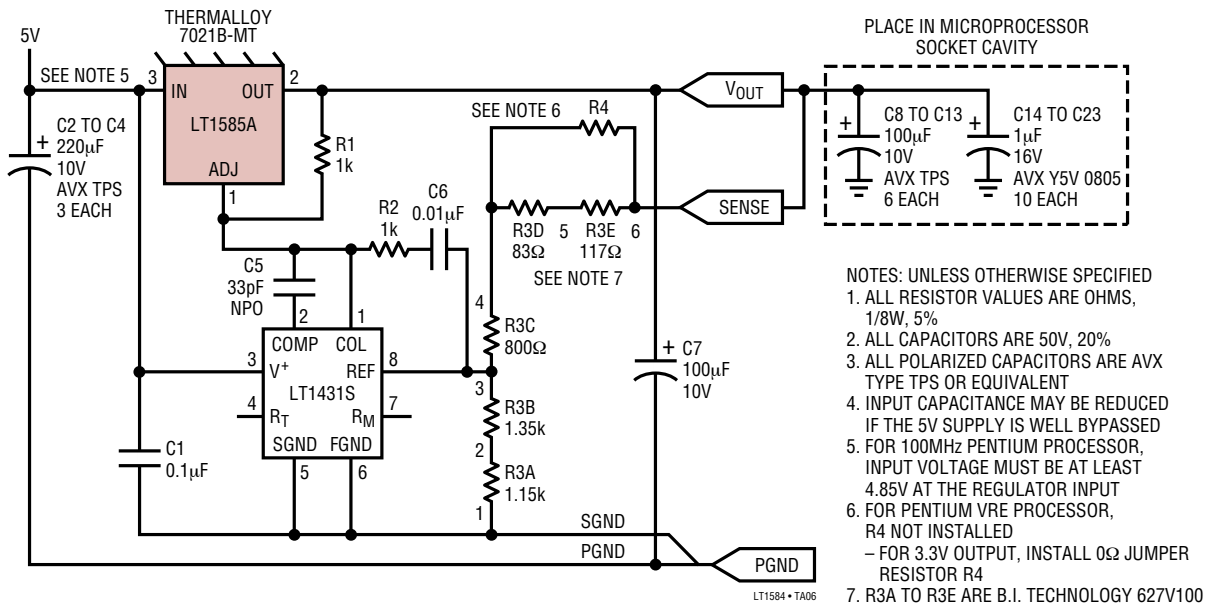 THERMALLOY
7021B-MT
5V
SEE NOTE 5
3
IN
OUT
2
LT1585A
ADJ
1
+
C2 TO C4
220µF
10V
AVX TPS
3 EACH
R1
1k
R2
1k
C6
0.01µF
C5
33pF
NPO
2
1
COMP
COL
3
V+
REF
8
LT1431S
4
RT
RM
7
SGND
FGND
5
6
C1
0.1µF
SEE NOTE 6
R4
R3D
83Ω
5
R3E
117Ω
6
SEE NOTE 7
4
R3C
800Ω
3
R3B
1.35k
2
R3A
1.15k
1
+
C7
100µF
10V
VOUT
SENSE
SGND
PGND
PGND
LT1584 • TA06
PLACE IN MICROPROCESSOR
SOCKET CAVITY
+
C8 TO C13
100µF
10V
AVX TPS
6 EACH
+
C14 TO C23
1µF
16V
AVX Y5V 0805
10 EACH
NOTES: UNLESS OTHERWISE SPECIFIED
1. ALL RESISTOR VALUES ARE OHMS,
1/8W, 5%
2. ALL CAPACITORS ARE 50V, 20%
3. ALL POLARIZED CAPACITORS ARE AVX
TYPE TPS OR EQUIVALENT
4. INPUT CAPACITANCE MAY BE REDUCED
IF THE 5V SUPPLY IS WELL BYPASSED
5. FOR 100MHz PENTIUM PROCESSOR,
INPUT VOLTAGE MUST BE AT LEAST
4.85V AT THE REGULATOR INPUT
6. FOR PENTIUM VRE PROCESSOR,
R4 NOT INSTALLED
– FOR 3.3V OUTPUT, INSTALL 0Ω JUMPER
RESISTOR R4
7. R3A TO R3E ARE B.I. TECHNOLOGY 627V100